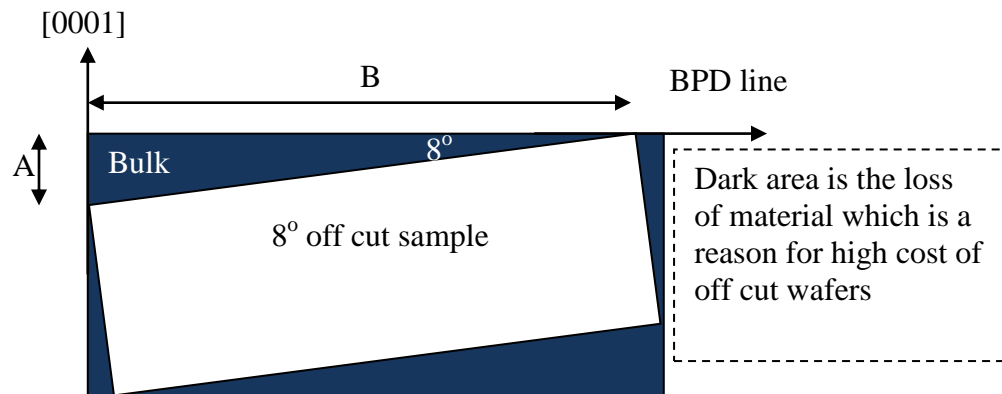 [0001]
B
BPD line
A
Bulk
8°
8° off cut sample
Dark area is the loss
of material which is a
reason for high cost of
off cut wafers